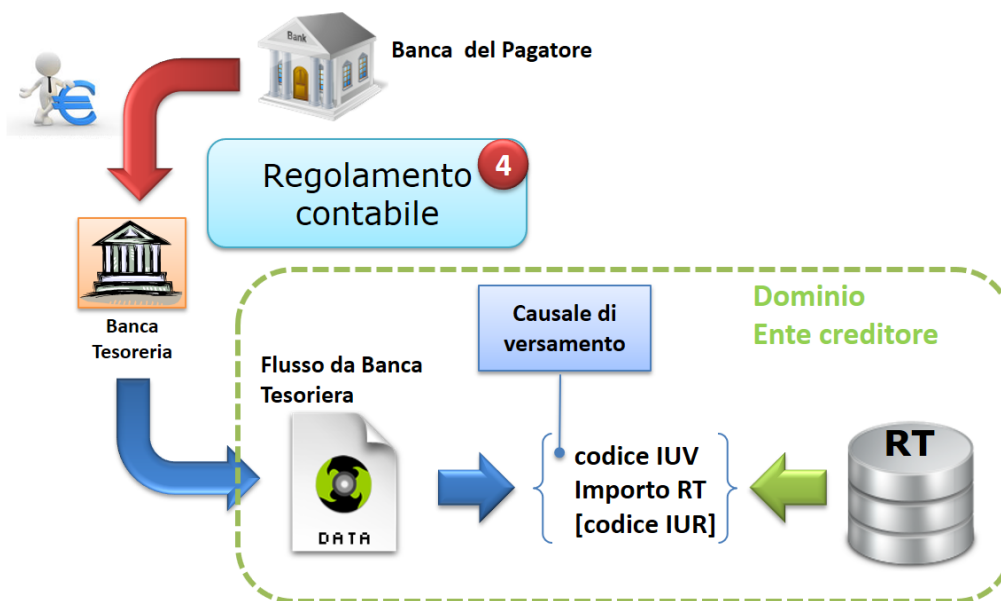 Bank
Banca del Pagatore
4
Regolamento
contabile
Banca
Tesoreria
Dominio
Ente creditore
Causale di
versamento
Flusso da Banca
Tesoriera
DATA
codice IUV
Importo RT
[codice IUR]
RT